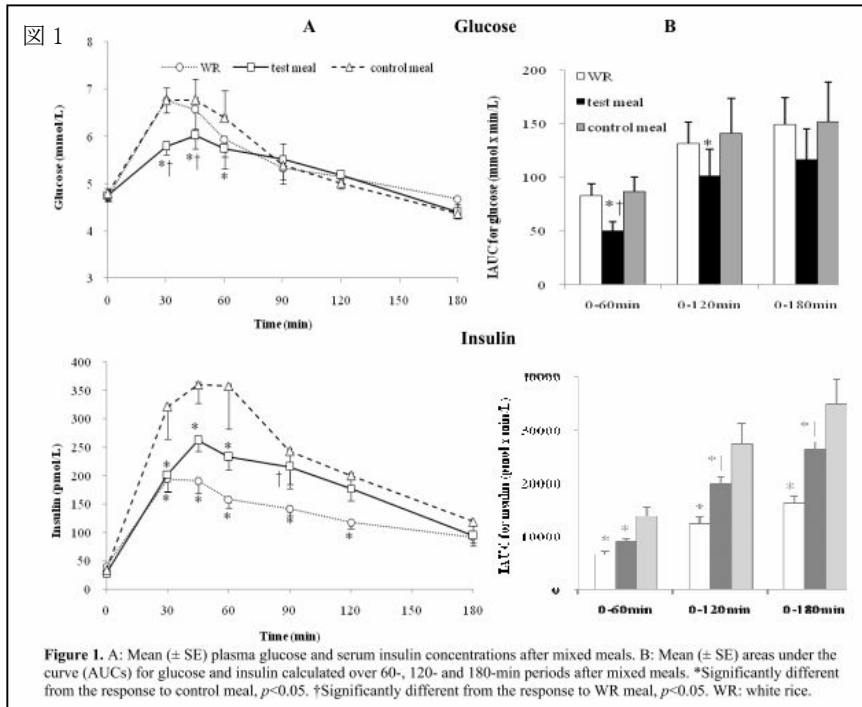 図 1
A
Glucose
B
8
7
6
5
4
3
Glucose (mmol/L)
WR
test meal
control meal
*†
*†
*
0
30
60
90
120
150
180
Time (min)
200
150
100
50
0
IAUC for glucose (mmol x min/L)
WR
test meal
control meal
*†
*
0-60min
0-120min
0-180min
Insulin
400
350
300
250
200
150
100
50
0
Insulin (pmol/L)
*
*
*
†
*
*
*
*
*
0
30
60
90
120
150
180
Time (min)
30000
20000
10000
0
IAUC for insulin (pmol x min/L)
*
*
*
*|
*
*|
0-60min
0-120min
0-180min
Figure 1. A: Mean (± SE) plasma glucose and serum insulin concentrations after mixed meals. B: Mean (± SE) areas under the
curve (AUCs) for glucose and insulin calculated over 60-, 120- and 180-min periods after mixed meals. *Significantly different
from the response to control meal, p<0.05. †Significantly different from the response to WR meal, p<0.05. WR: white rice.